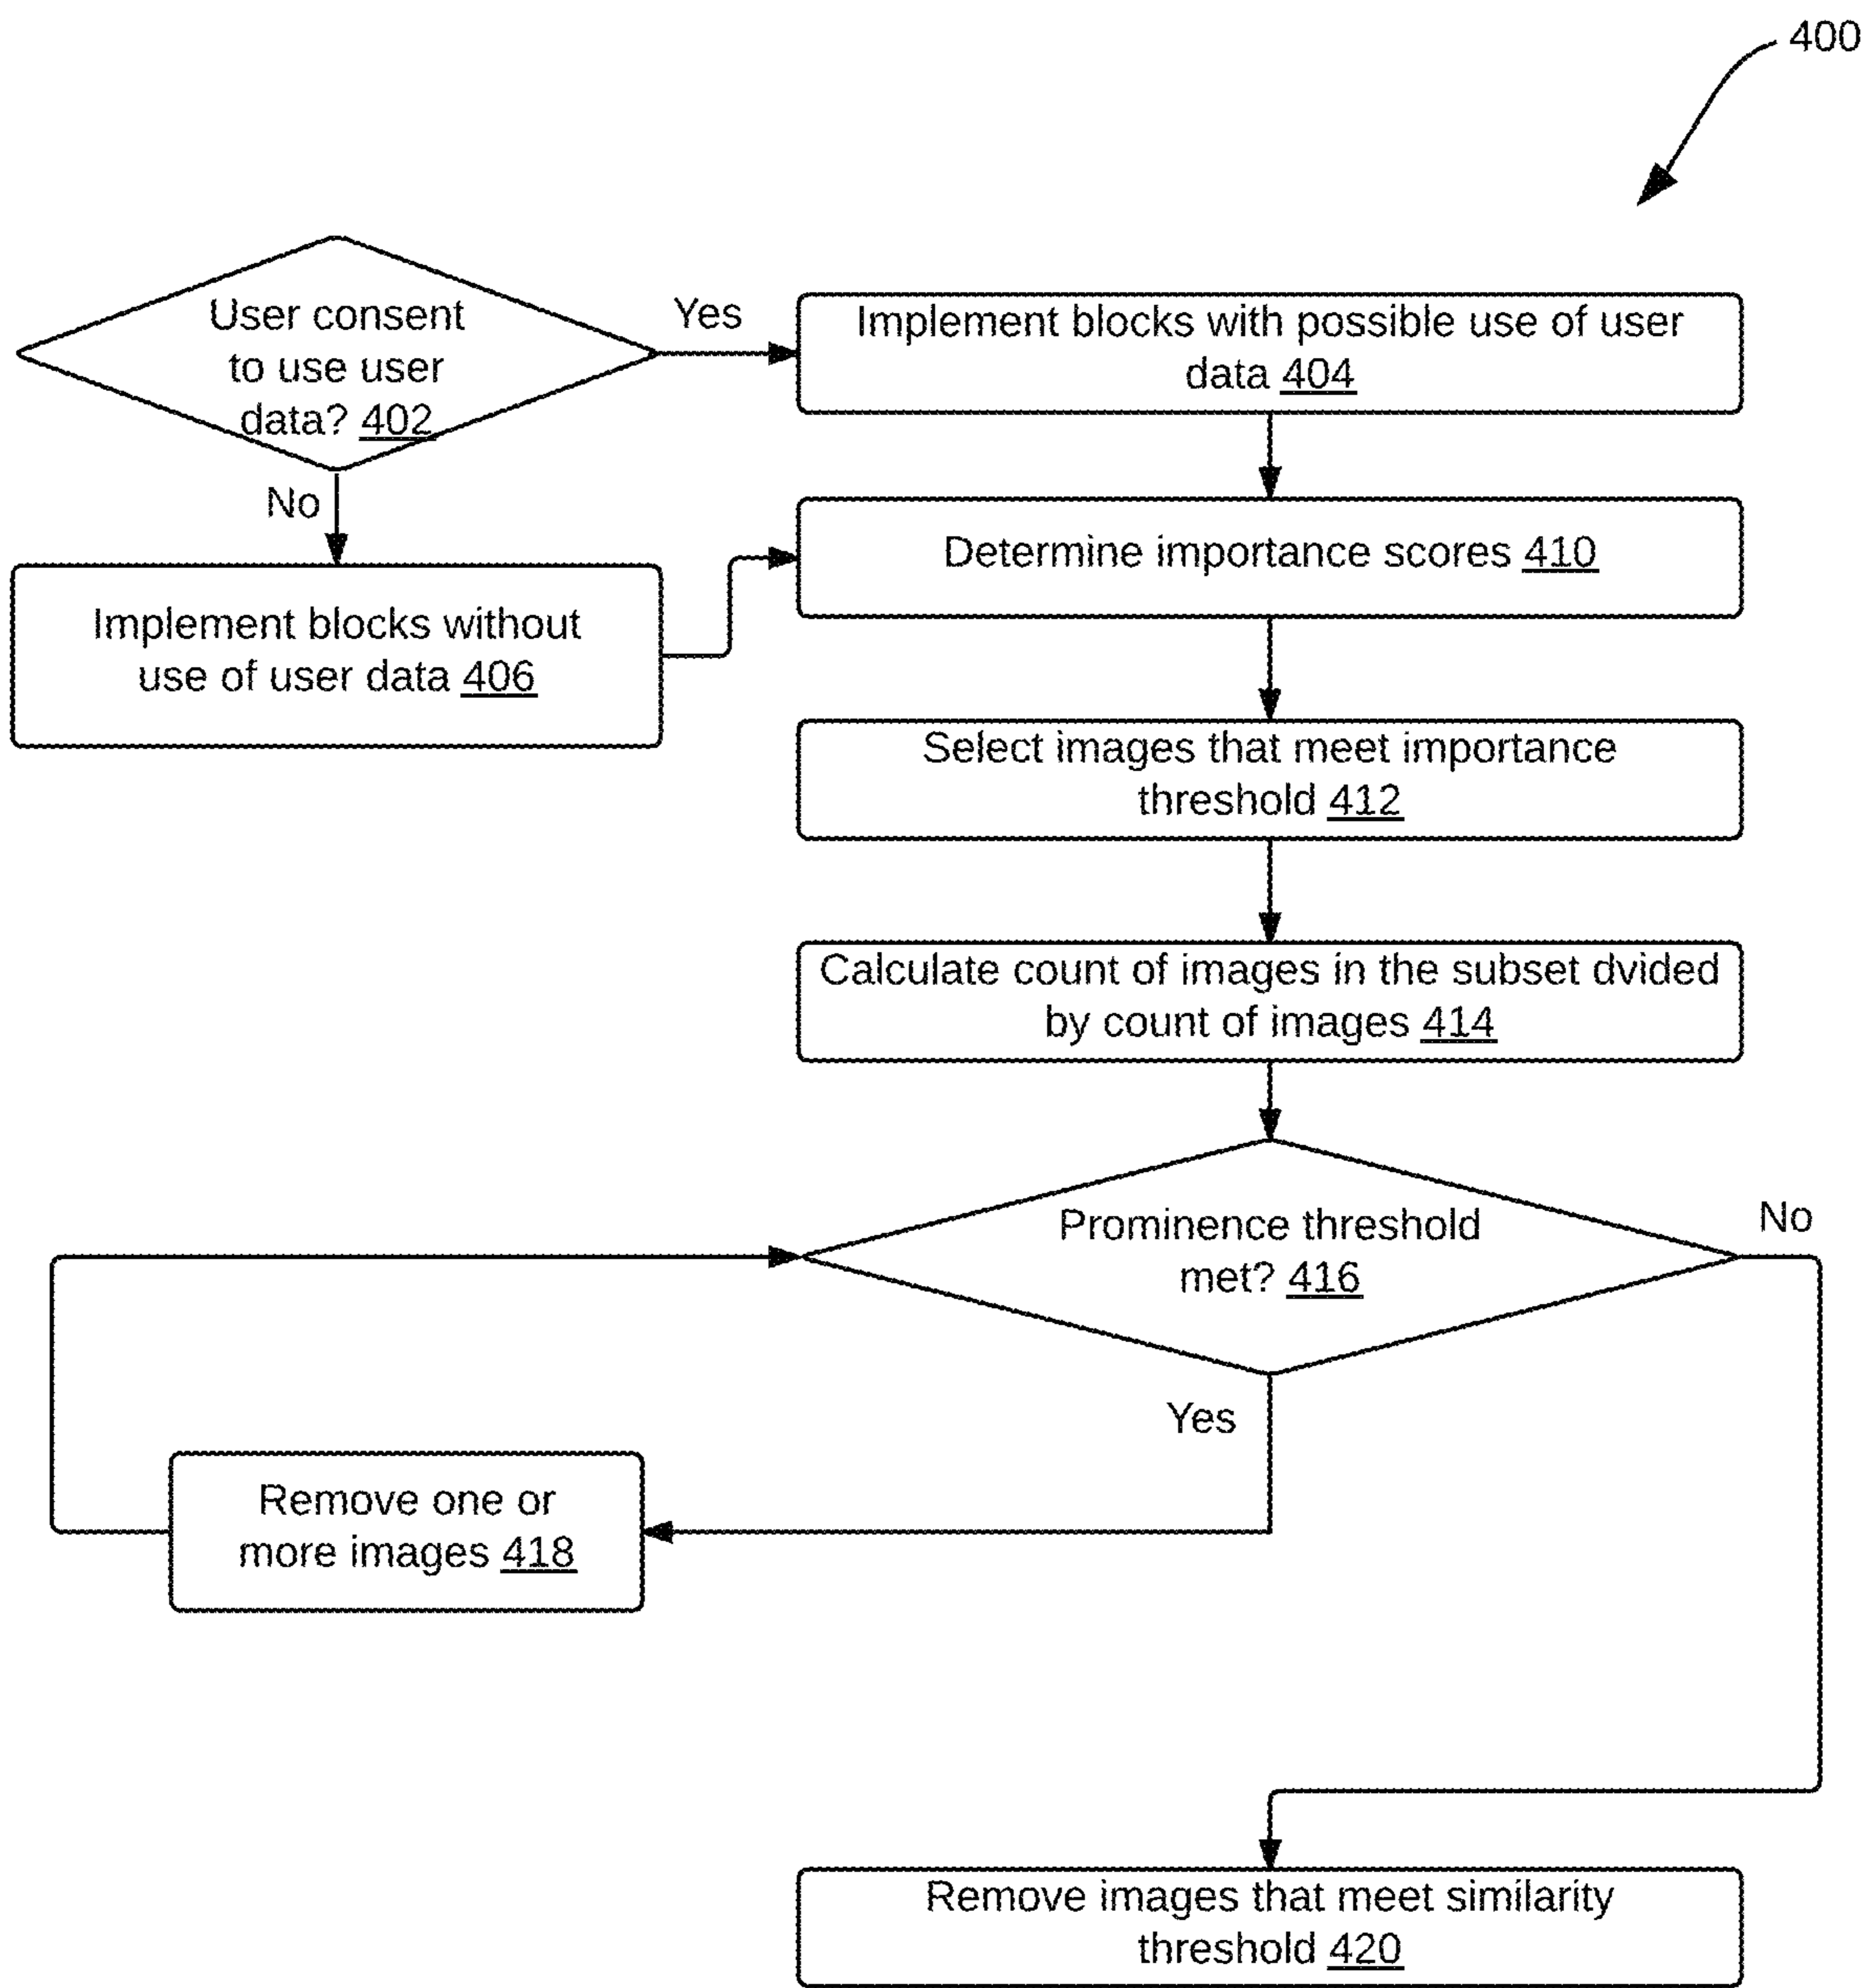 400
User consent
to use user
data? 402
Yes
No
Implement blocks with possible use of user
data 404
Implement blocks without
use of user data 406
Determine importance scores 410
Select images that meet importance
threshold 412
Calculate count of images in the subset dvided
by count of images 414
Prominence threshold
met? 416
No
Yes
Remove one or
more images 418
Remove images that meet similarity
threshold 420